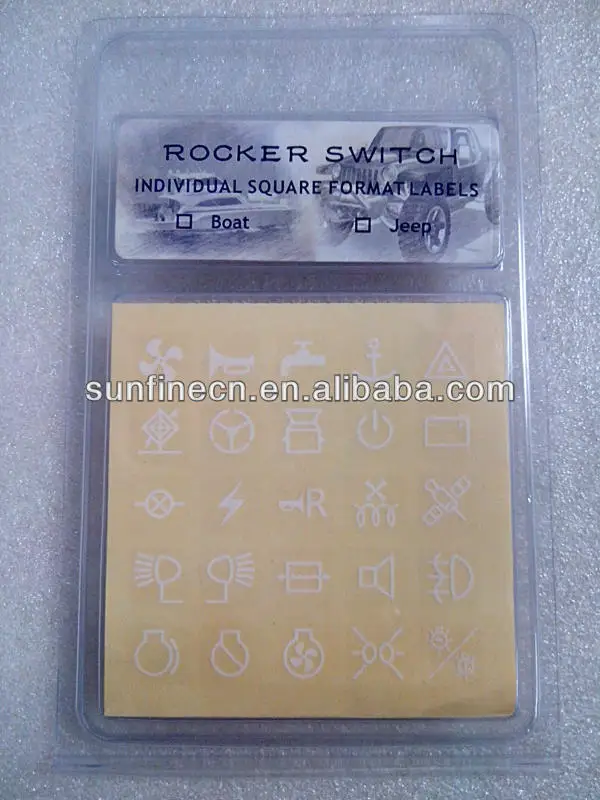 ROCKER SWITCH
INDIVIDUAL SQUARE FORMAT LABELS
☐ Boat ☐ Jeep
sunfinecn.en.alibaba.com
R